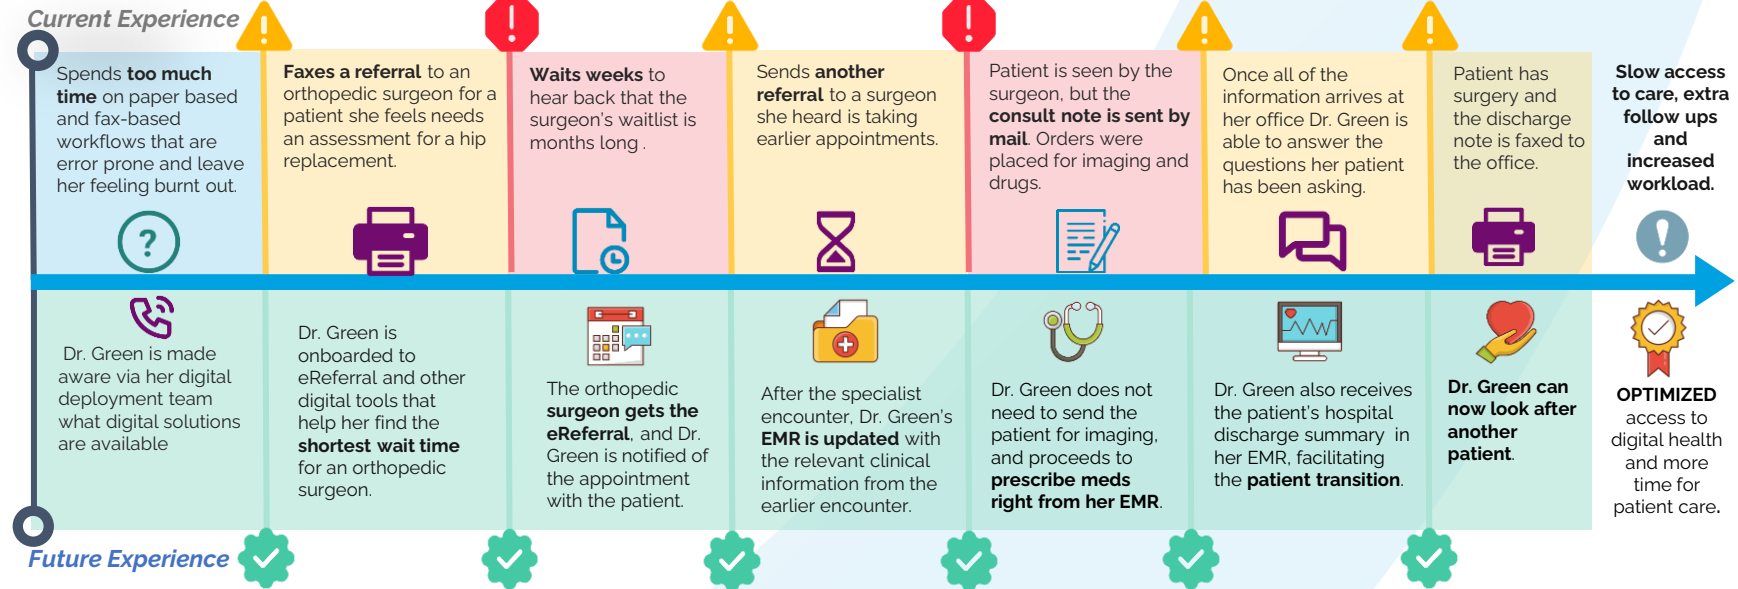 Current Experience
Spends too much
time on paper based
and fax-based
workflows that are
error prone and leave
her feeling burnt out.
Faxes a referral to an
orthopedic surgeon for a
patient she feels needs
an assessment for a hip
replacement.
Waits weeks to
hear back that the
surgeon's waitlist is
months long .
Sends another
referral to a surgeon
she heard is taking
earlier appointments.
Patient is seen by the
surgeon, but the
consult note is sent by
mail. Orders were
placed for imaging and
drugs.
Once all of the
information arrives at
her office Dr. Green is
able to answer the
questions her patient
has been asking.
Patient has
surgery and
the discharge
note is faxed to
the office.
Slow access
to care, extra
follow ups
and
increased
workload.
Dr. Green is made
aware via her digital
deployment team
what digital solutions
are available
Dr. Green is
onboarded to
eReferral and other
digital tools that
help her find the
shortest wait time
for an orthopedic
surgeon.
The orthopedic
surgeon gets the
eReferral, and Dr.
Green is notified of
the appointment
with the patient.
After the specialist
encounter, Dr. Green's
EMR is updated with
the relevant clinical
information from the
earlier encounter.
Dr. Green does not
need to send the
patient for imaging,
and proceeds to
prescribe meds
right from her EMR.
Dr. Green also receives
the patient's hospital
discharge summary in
her EMR, facilitating
the patient transition.
Dr. Green can
now look after
another
patient.
OPTIMIZED
access to
digital health
and more
time for
patient care.
Future Experience